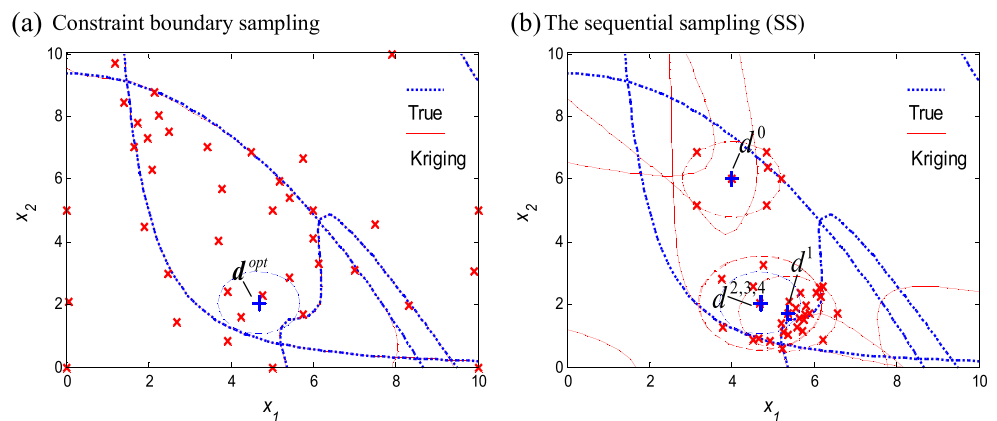 (a) Constraint boundary sampling
10
8
6
4
2
0
x2
0 2 4 6 8 10
x1
True
Kriging
d^opt
(b) The sequential sampling (SS)
10
8
6
4
2
0
x2
0 2 4 6 8 10
x1
True
Kriging
d^0
d^1
d^2,3,4